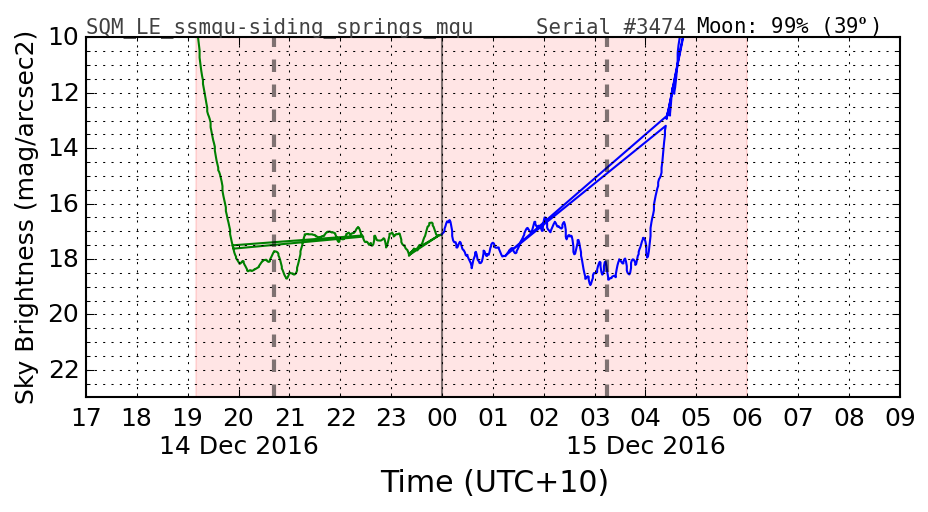 SQM_LE_ssmqu-siding_springs_mqu Serial #3474 Moon: 99% (39°)
Sky Brightness (mag/arcsec2)
10
12
14
16
18
20
22
17 18 19 20 21 22 23 00 01 02 03 04 05 06 07 08 09
14 Dec 2016 15 Dec 2016
Time (UTC+10)